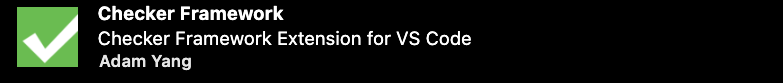 Checker Framework
Checker Framework Extension for VS Code
Adam Yang